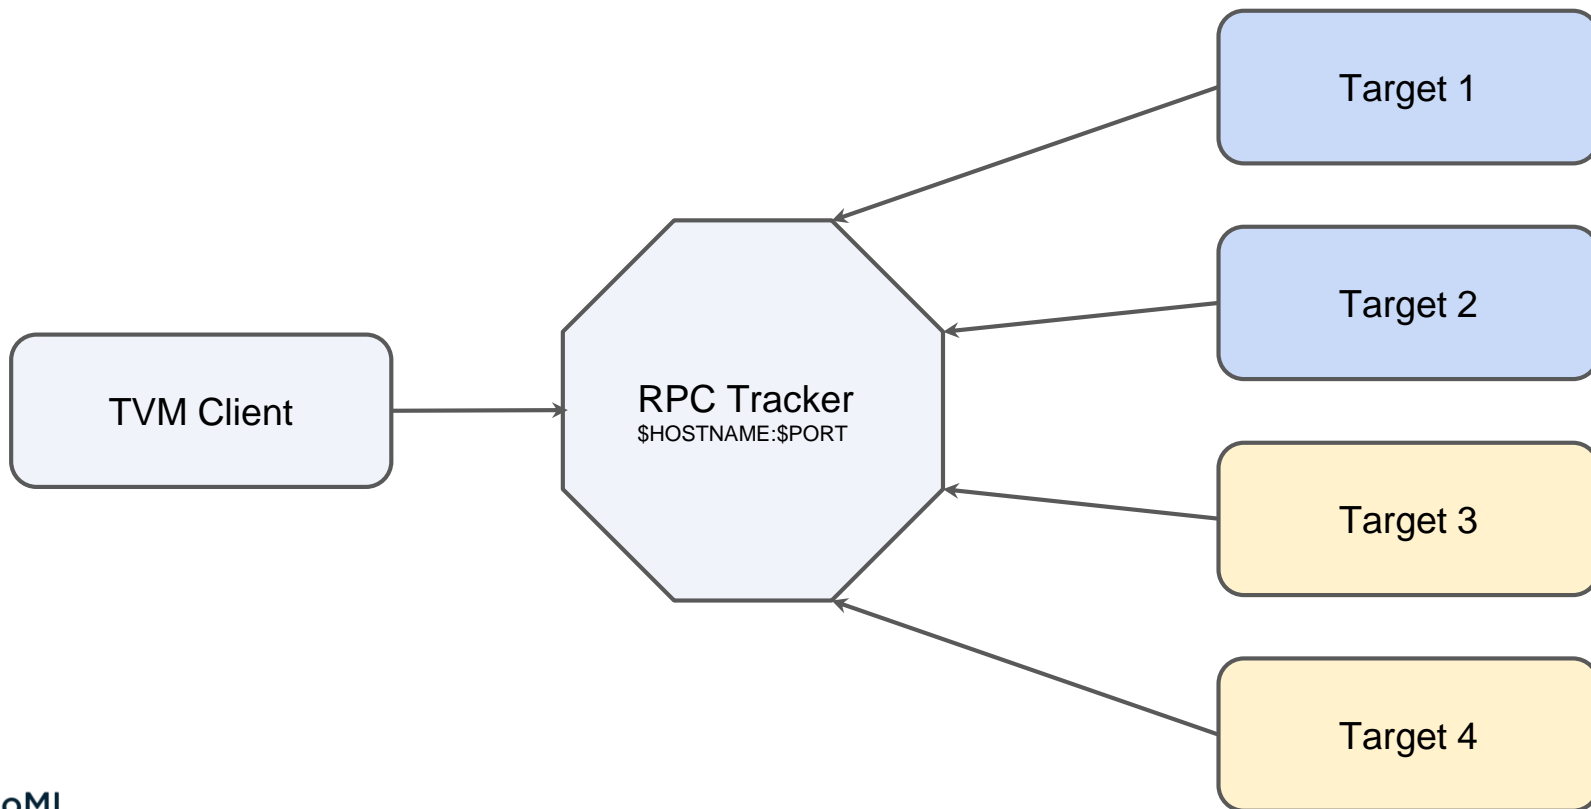 Target 1
Target 2
TVM Client
RPC Tracker
$HOSTNAME:$PORT
Target 3
Target 4